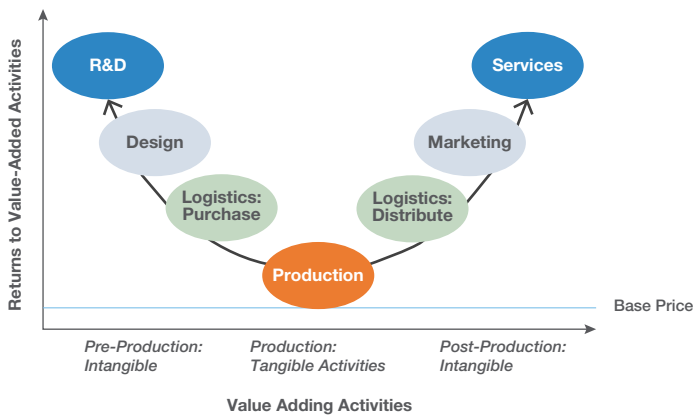 Returns to Value-Added Activities
R&D
Services
Design
Marketing
Logistics:
Purchase
Logistics:
Distribute
Production
Base Price
Pre-Production:
Intangible
Production:
Tangible Activities
Post-Production:
Intangible
Value Adding Activities